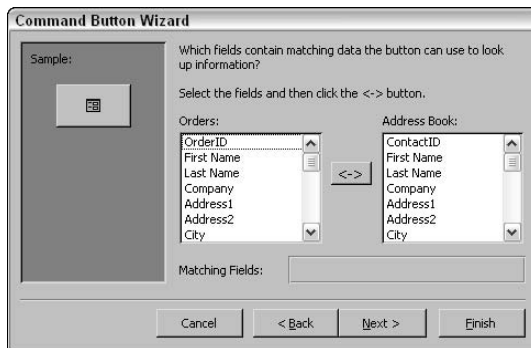 Command Button Wizard
Sample:
Which fields contain matching data the button can use to look
up information?
Select the fields and then click the <-> button.
Orders:
OrderID
First Name
Last Name
Company
Address1
Address2
City
<->
Address Book:
ContactID
First Name
Last Name
Company
Address1
Address2
City
Matching Fields:
Cancel
< Back
Next >
Finish